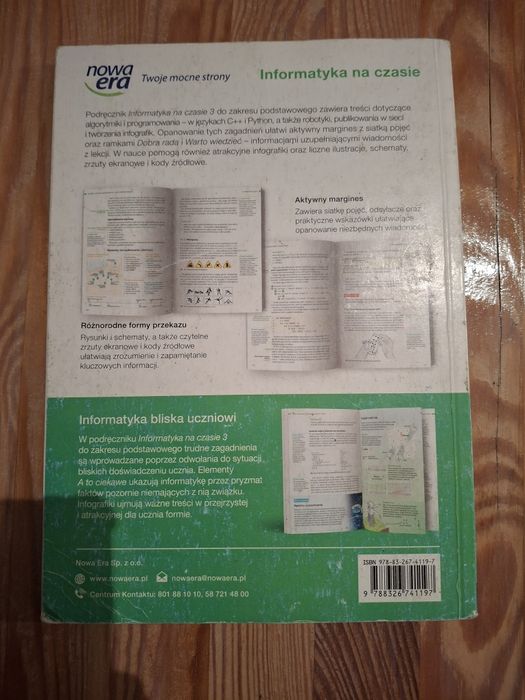 nowa
era
Twoje mocne strony
Informatyka na czasie
Podręcznik Informatyka na czasie 3 do zakresu podstawowego zawiera treści dotyczące
algorytmiki i programowania – w językach C++ i Python, a także robotyki, publikowania w sieci
i tworzenia infografik. Opanowanie tych zagadnień ułatwi aktywny margines z siatką pojęć
oraz ramkami Dobra rada i Warto wiedzieć – informacjami uzupełniającymi wiadomości
z lekcji. W nauce pomogą również atrakcyjne infografiki oraz liczne ilustracje, schematy,
zrzuty ekranowe i kody źródłowe.
Aktywny margines
Zawiera siatkę pojęć, odsyłacze oraz
praktyczne wskazówki ułatwiające
opanowanie niezbędnych wiadomości.
Różnorodne formy przekazu
Rysunki i schematy, a także czytelne
zrzuty ekranowe i kody źródłowe
ułatwiają zrozumienie i zapamiętanie
kluczowych informacji.
Informatyka bliska uczniowi
W podręczniku Informatyka na czasie 3
do zakresu podstawowego trudne zagadnienia
są wprowadzane poprzez odwołania do sytuacji
bliskich doświadczeniu ucznia. Elementy
A to ciekawe ukazują informatykę przez pryzmat
faktów pozornie niemających z nią związku.
Infografiki ujmują ważne treści w przejrzystej
i atrakcyjnej dla ucznia formie.
Nowa Era Sp. z o.o.
www.nowaera.pl
nowaera@nowaera.pl
Centrum Kontaktu: 801 88 10 10, 58 721 48 00
ISBN 978-83-267-4119-7
9 788326 741197